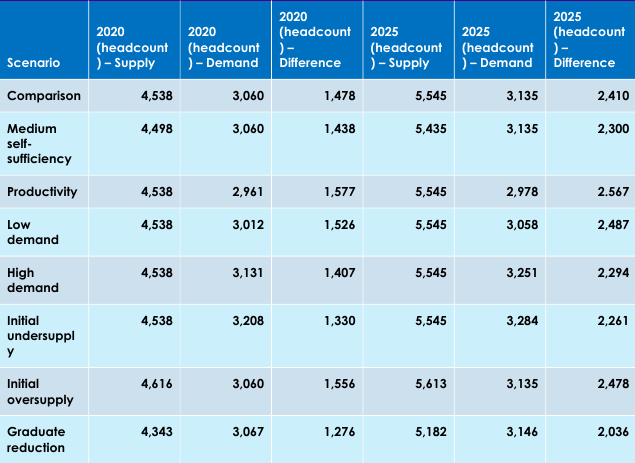 Scenario 2020 (headcount) – Supply 2020 (headcount) – Demand 2020 (headcount) – Difference 2025 (headcount) – Supply 2025 (headcount) – Demand 2025 (headcount) – Difference
Comparison 4,538 3,060 1,478 5,545 3,135 2,410
Medium self-sufficiency 4,498 3,060 1,438 5,435 3,135 2,300
Productivity 4,538 2,961 1,577 5,545 2,978 2.567
Low demand 4,538 3,012 1,526 5,545 3,058 2,487
High demand 4,538 3,131 1,407 5,545 3,251 2,294
Initial undersupply 4,538 3,208 1,330 5,545 3,284 2,261
Initial oversupply 4,616 3,060 1,556 5,613 3,135 2,478
Graduate reduction 4,343 3,067 1,276 5,182 3,146 2,036